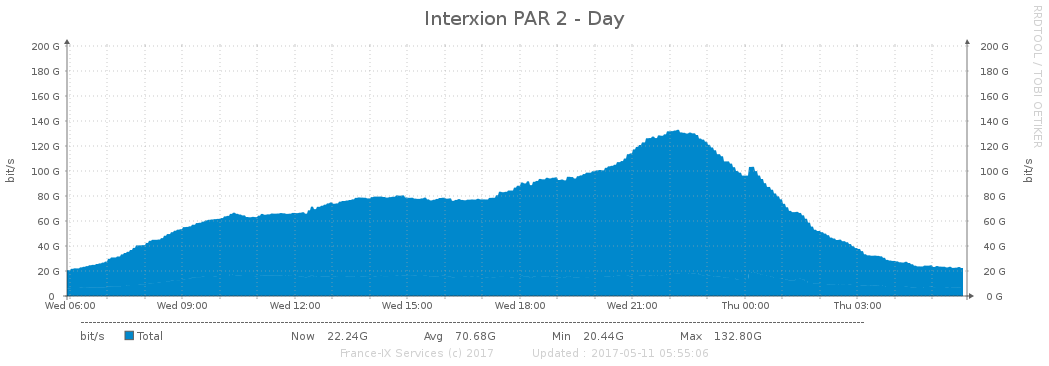 Interxion PAR 2 - Day
RRDTOOL / TOBI OETIKER
bit/s
bit/s
200 G 200 G
180 G 180 G
160 G 160 G
140 G 140 G
120 G 120 G
100 G 100 G
80 G 80 G
60 G 60 G
40 G 40 G
20 G 20 G
0 0 G
Wed 06:00 Wed 09:00 Wed 12:00 Wed 15:00 Wed 18:00 Wed 21:00 Thu 00:00 Thu 03:00
bit/s Total Now 22.24G Avg 70.68G Min 20.44G Max 132.80G
France-IX Services (c) 2017 Updated : 2017-05-11 05:55:06